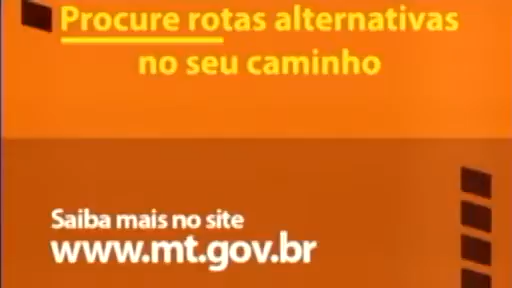 Procure rotas alternativas
no seu caminho
Saiba mais no site
www.mt.gov.br